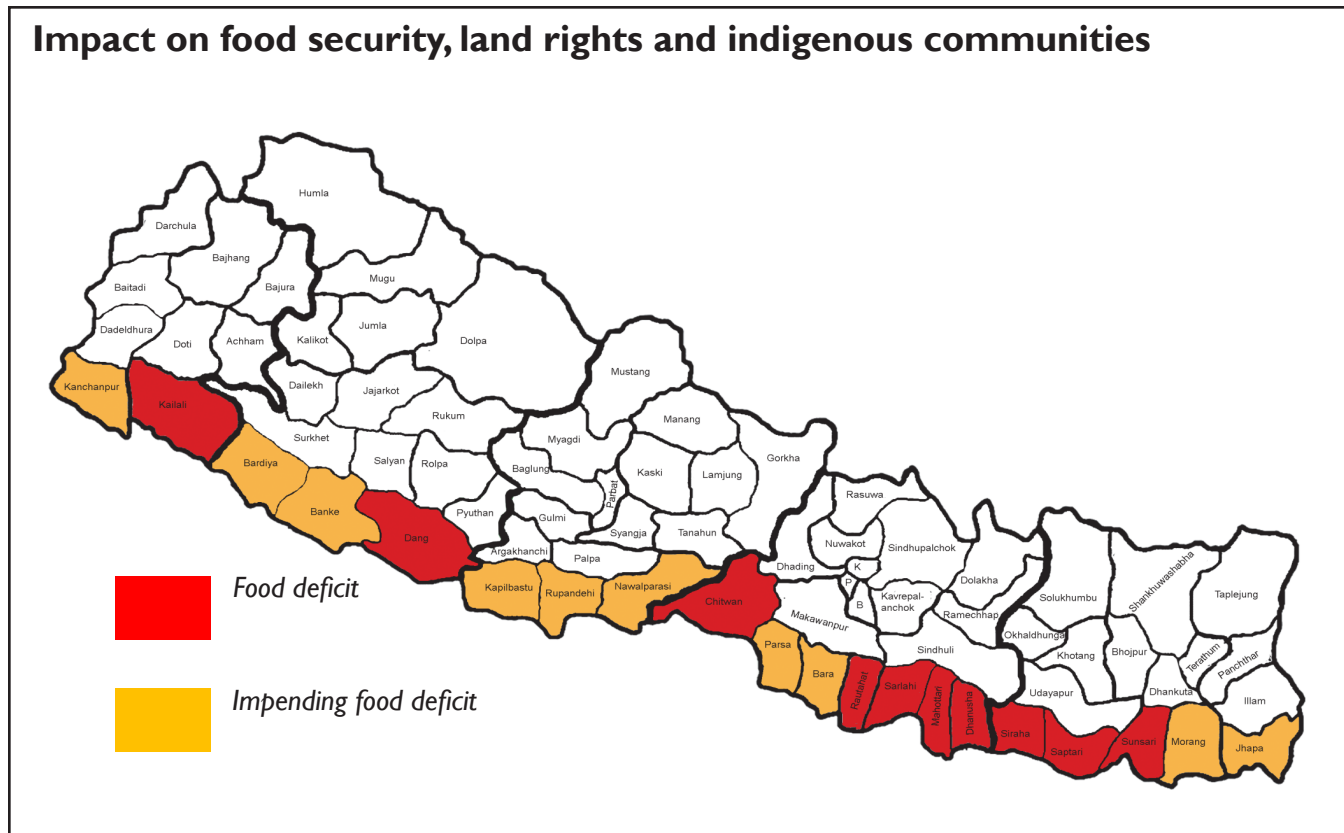 Impact on food security, land rights and indigenous communities
Humla
Darchula
Bajhang
Mugu
Baitadi
Bajura
Jumla
Dadeldhura
Doti
Achham
Kalikot
Dolpa
Mustang
Kanchanpur
Kailali
Dailekh
Jajarkot
Rukum
Manang
Surkhet
Myagdi
Gorkha
Bardiya
Salyan
Rolpa
Baglung
Parbat
Kaski
Lamjung
Rasuwa
Banke
Pyuthan
Gulmi
Syangja
Tanahun
Nuwakot
Sindhupalchok
Dang
Argakhanchi
Palpa
Dhading
K
P
B
Dolakha
Shankhuwashabha
Taplejung
Solukhumbu
Kapilbastu
Rupandehi
Nawalparasi
Chitwan
Kavrepal-
anchok
Ramechhap
Makawanpur
Okhaldhunga
Khotang
Bhojpur
Terathum
Panchthar
Sindhuli
Parsa
Bara
Rautahat
Sarlahi
Mahottari
Dhanusha
Udayapur
Dhankuta
Illam
Siraha
Saptari
Sunsari
Morang
Jhapa
Food deficit
Impending food deficit